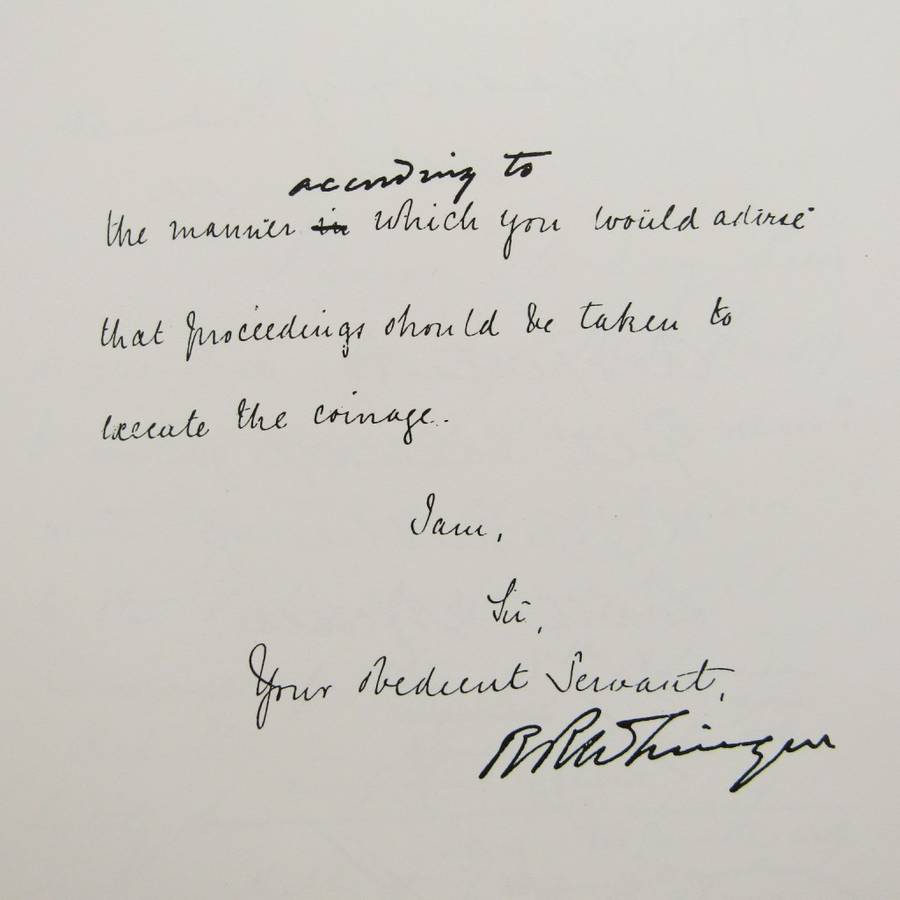 according to
the manner in which you would advise
that proceedings should be taken to
execute the coinage.
I am,
Sir,
Your obedient Servant,